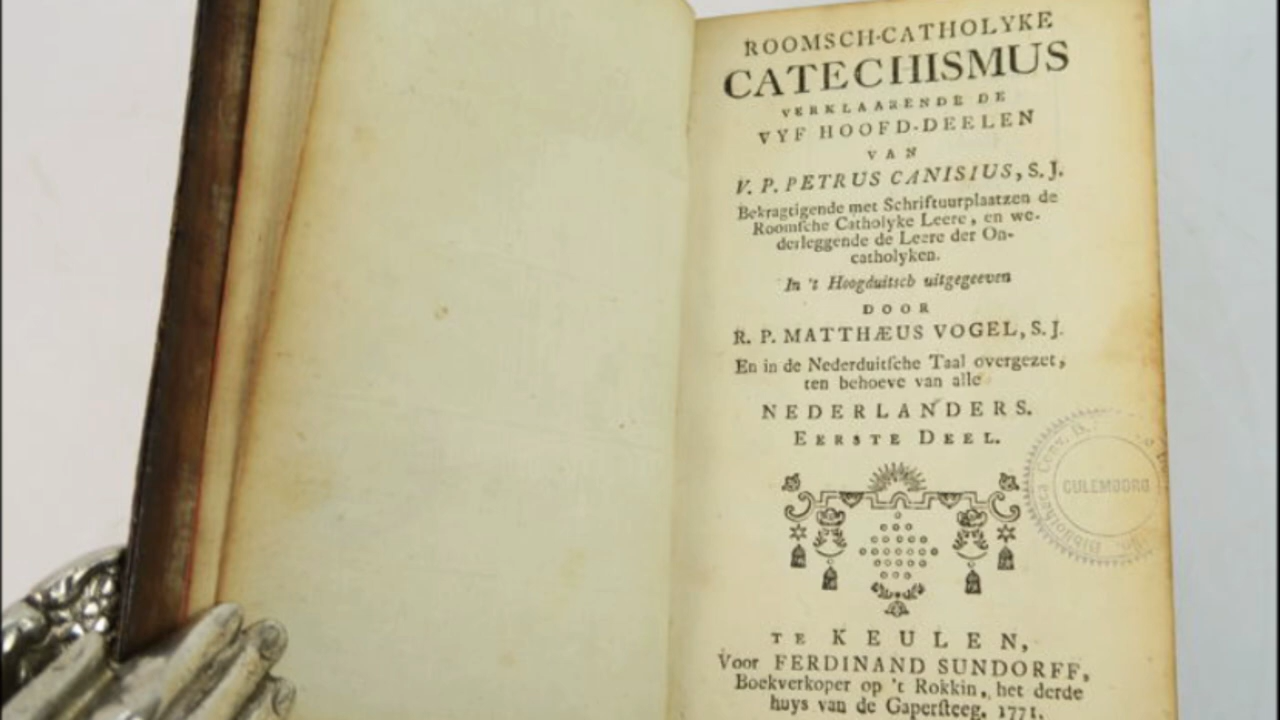 ROOMSCH-CATHOLYKE
CATECHISMUS
VERKLAARENDE DE
VYF HOOFD-DEELEN
VAN
V. P. PETRUS CANISIUS, S. J.
Bekragtigende met Schriftuurplaatzen de
Roomſche Catholyke Leere, en we-
derleggende de Leere der On-
catholyken.
In 't Hoogduitsch uitgegeeven
DOOR
R. P. MATTHÆUS VOGEL, S. J.
En in de Nederduitſche Taal overgezet,
ten behoeve van alle
NEDERLANDERS.
EERSTE DEEL.
TE KEULEN,
Voor FERDINAND SUNDORFF,
Boekverkoper op 't Rokkin, het derde
huys van de Gaperſteeg. 1771.
Bibliotheca Conv.
CULEMBORG